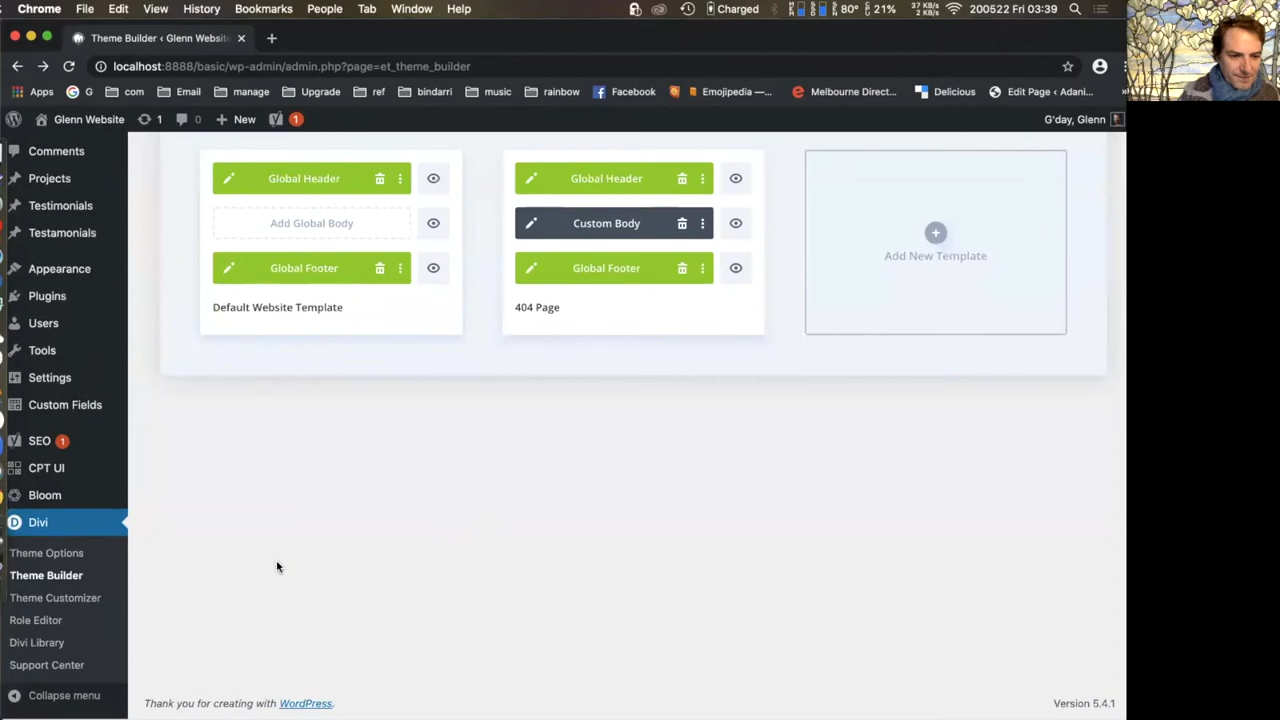 Chrome File Edit View History Bookmarks People Tab Window Help Charged 80° 21% 37 KB/s 2 KB/s 200522 Fri 03:39
Theme Builder < Glenn Website
localhost:8888/basic/wp-admin/admin.php?page=et_theme_builder
Apps G com Email manage Upgrade ref bindarri music rainbow Facebook Emojipedia —... Melbourne Direct... Delicious Edit Page ‹ Adani...
Glenn Website 1 0 New 1 G'day, Glenn
Comments
Projects
Testimonials
Testamonials
Appearance
Plugins
Users
Tools
Settings
Custom Fields
SEO 1
CPT UI
Bloom
Divi
Theme Options
Theme Builder
Theme Customizer
Role Editor
Divi Library
Support Center
Collapse menu
Global Header
Add Global Body
Global Footer
Default Website Template
Global Header
Custom Body
Global Footer
404 Page
Add New Template
Thank you for creating with WordPress. Version 5.4.1